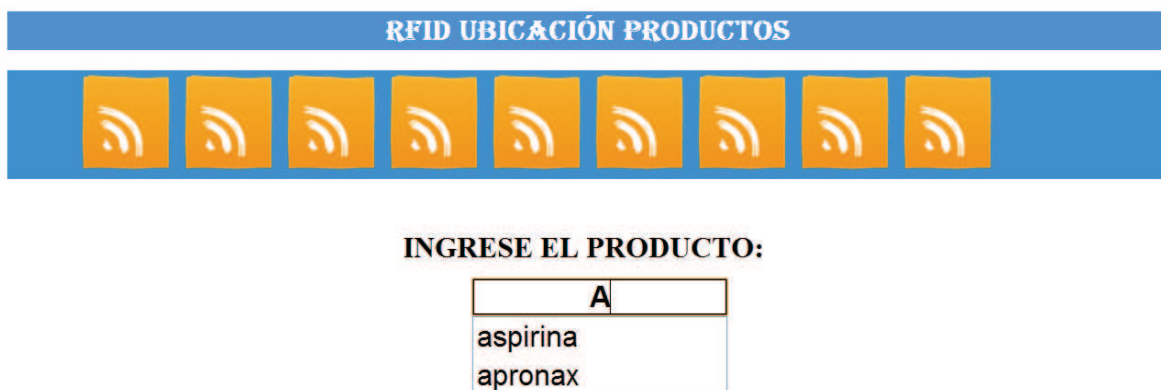 RFID UBICACIÓN PRODUCTOS
INGRESE EL PRODUCTO:
A
aspirina
apronax